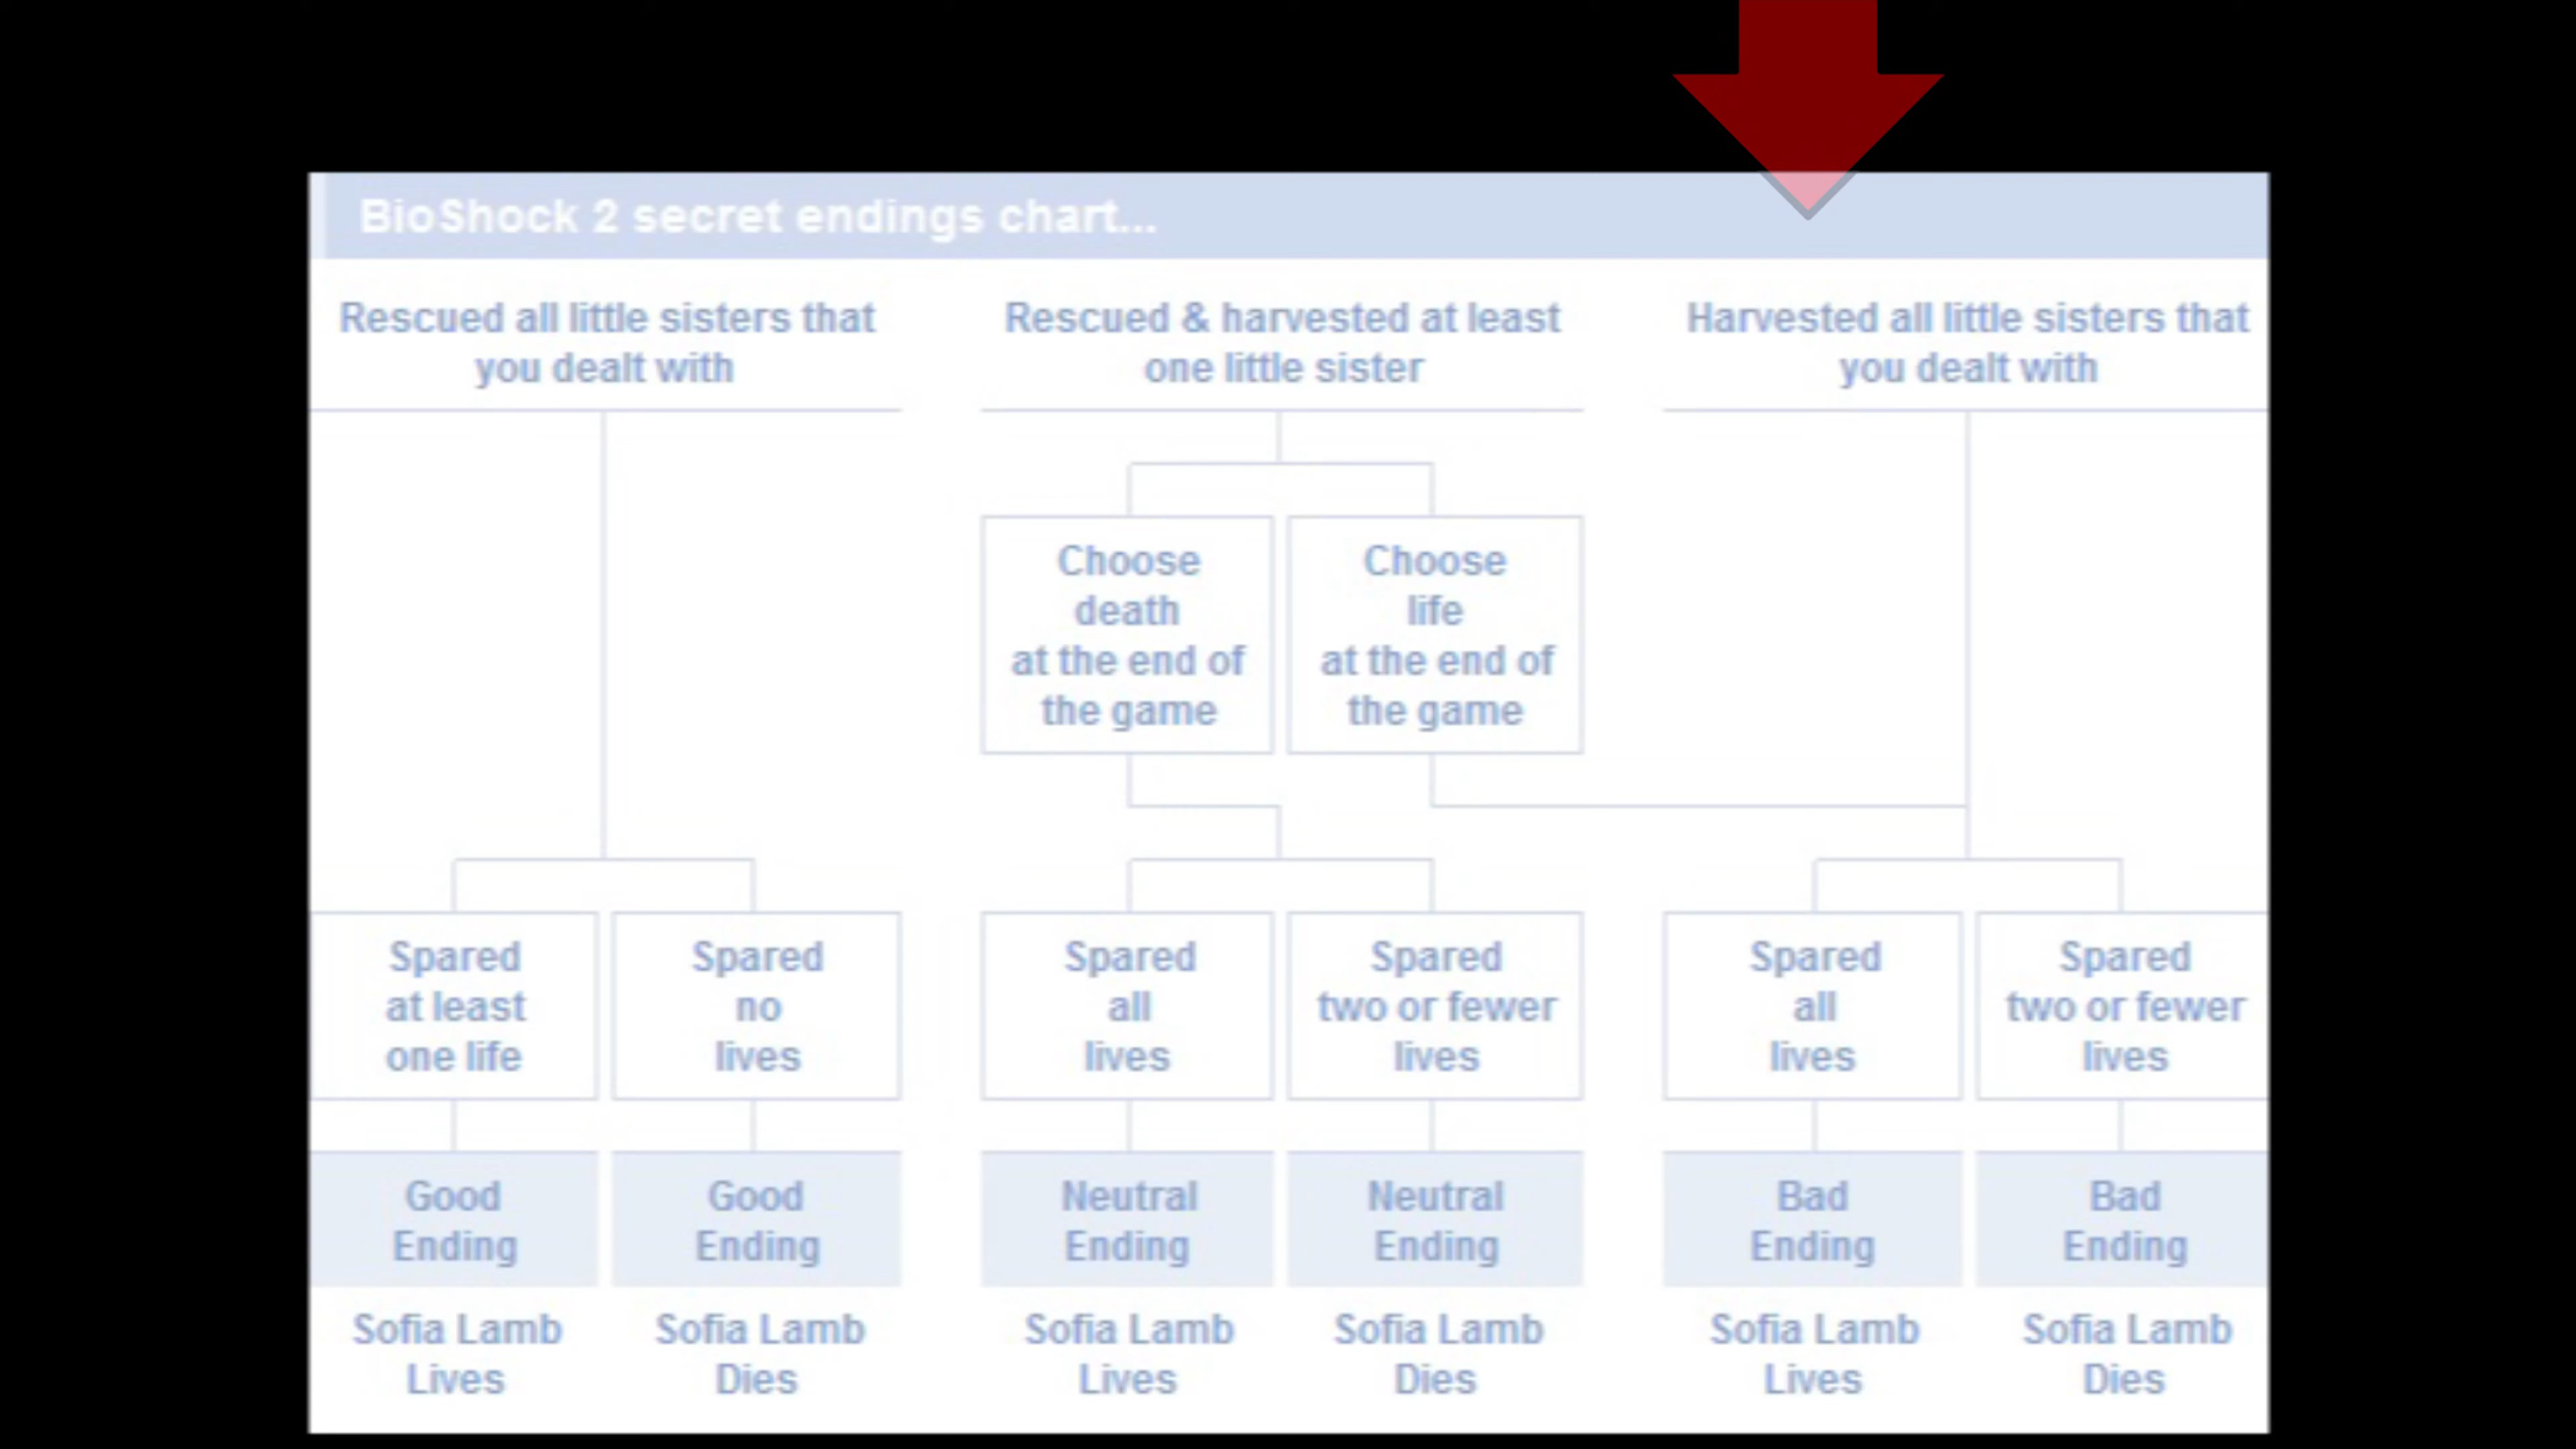 BioShock 2 secret endings chart...
Rescued all little sisters that
you dealt with
Rescued & harvested at least
one little sister
Harvested all little sisters that
you dealt with
Choose
death
at the end of
the game
Choose
life
at the end of
the game
Spared
at least
one life
Spared
no
lives
Spared
all
lives
Spared
two or fewer
lives
Spared
all
lives
Spared
two or fewer
lives
Good
Ending
Good
Ending
Neutral
Ending
Neutral
Ending
Bad
Ending
Bad
Ending
Sofia Lamb
Lives
Sofia Lamb
Dies
Sofia Lamb
Lives
Sofia Lamb
Dies
Sofia Lamb
Lives
Sofia Lamb
Dies